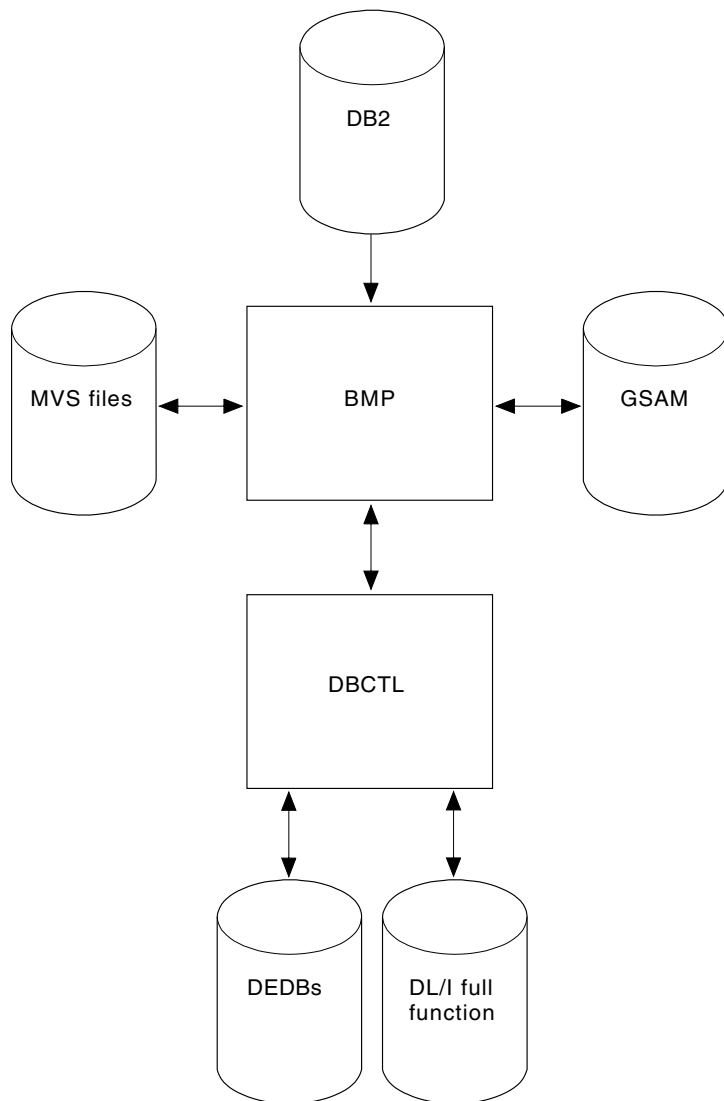 DB2
MVS files
BMP
GSAM
DBCTL
DEDBs
DL/I full
function